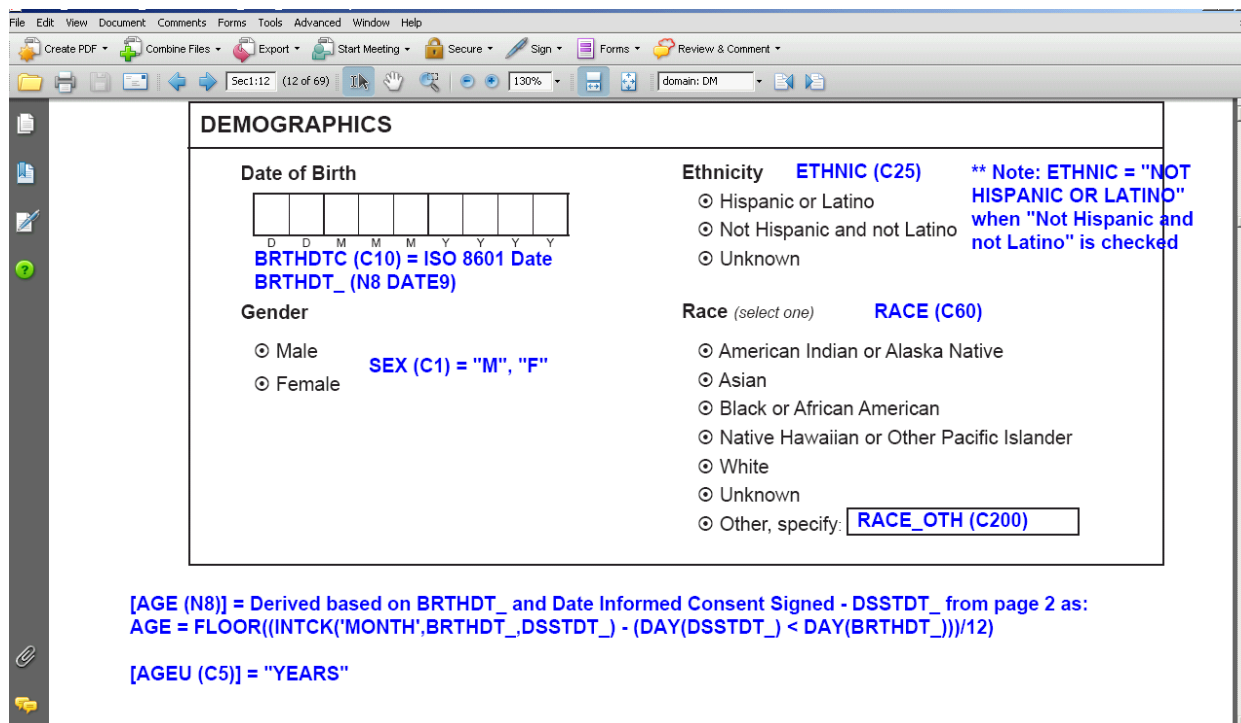 File Edit View Document Comments Forms Tools Advanced Window Help
Create PDF Combine Files Export Start Meeting Secure Sign Forms Review & Comment
Sec1:12 (12 of 69) 130% domain: DM
DEMOGRAPHICS
Date of Birth
D D M M M Y Y Y Y
BRTHDTC (C10) = ISO 8601 Date
BRTHDT_ (N8 DATE9)
Gender
Male
Female
SEX (C1) = "M", "F"
Ethnicity ETHNIC (C25)
Hispanic or Latino
Not Hispanic and not Latino
Unknown
** Note: ETHNIC = "NOT
HISPANIC OR LATINO"
when "Not Hispanic and
not Latino" is checked
Race (select one) RACE (C60)
American Indian or Alaska Native
Asian
Black or African American
Native Hawaiian or Other Pacific Islander
White
Unknown
Other, specify: RACE_OTH (C200)
[AGE (N8)] = Derived based on BRTHDT_ and Date Informed Consent Signed - DSSTDT_ from page 2 as:
AGE = FLOOR((INTCK('MONTH',BRTHDT_,DSSTDT_) - (DAY(DSSTDT_) < DAY(BRTHDT_)))/12)
[AGEU (C5)] = "YEARS"